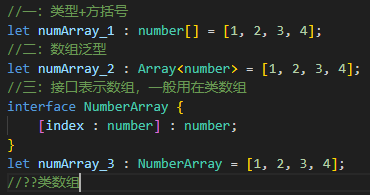 //一：类型+方括号
let numArray_1 : number[] = [1, 2, 3, 4];
//二：数组泛型
let numArray_2 : Array<number> = [1, 2, 3, 4];
//三：接口表示数组，一般用在类数组
interface NumberArray {
    [index : number] : number;
}
let numArray_3 : NumberArray = [1, 2, 3, 4];
//??类数组